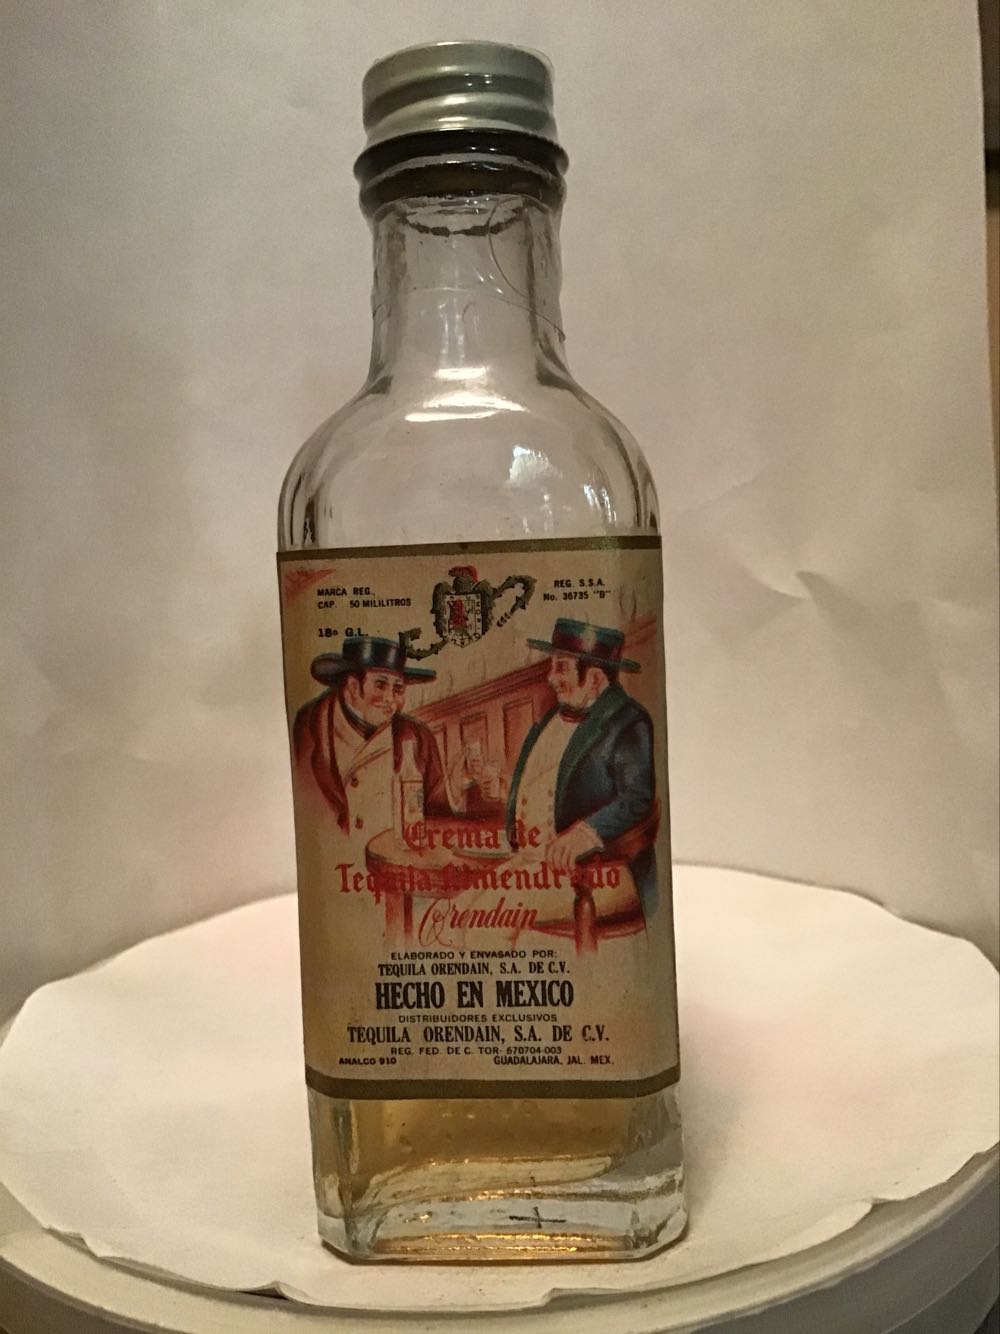 MARCA REG.,
CAP. 50 MILILITROS
REG. S.S.A.
No. 36735 "B"
18º G.L.
Crema de
Tequila Almendrado
Orendain
ELABORADO Y ENVASADO POR:
TEQUILA ORENDAIN, S.A. DE C.V.
HECHO EN MEXICO
DISTRIBUIDORES EXCLUSIVOS
TEQUILA ORENDAIN, S.A. DE C.V.
REG. FED. DE C. TOR- 670704-003
ANALCO 910 GUADALAJARA, JAL. MEX.